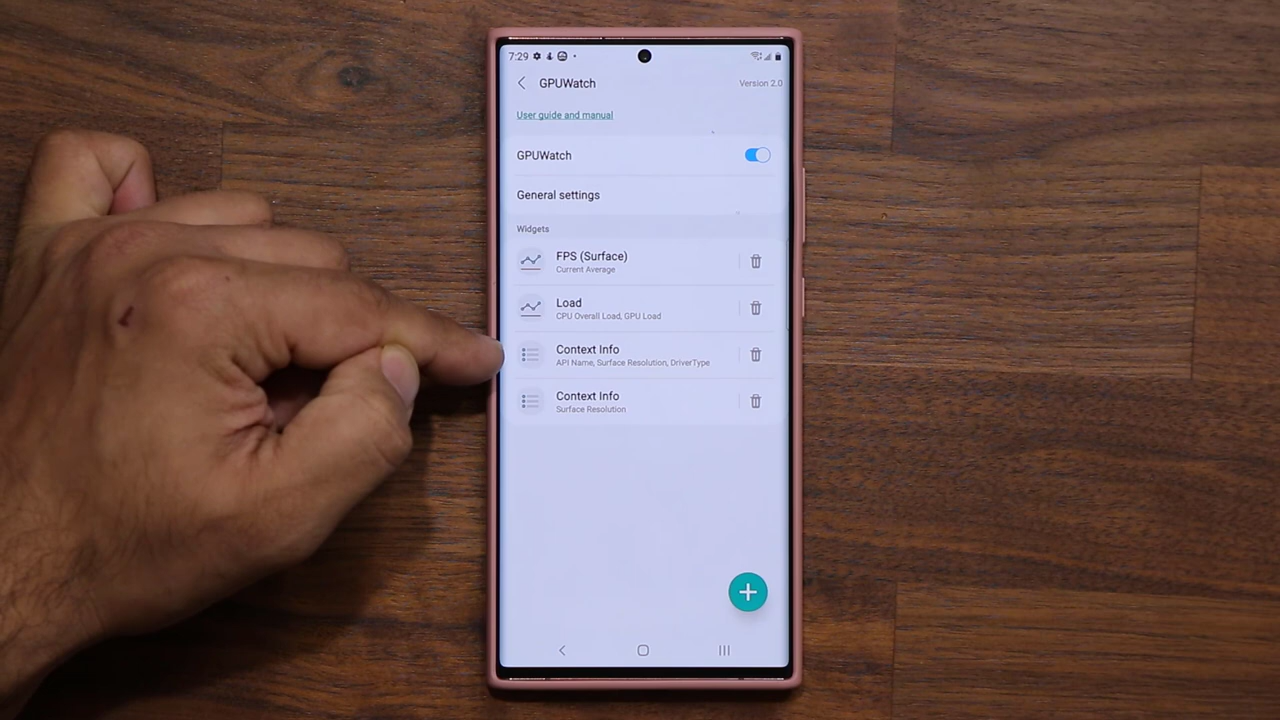 7:29
GPUWatch
Version 2.0
User guide and manual
GPUWatch
General settings
Widgets
FPS (Surface)
Current Average
Load
CPU Overall Load, GPU Load
Context Info
API Name, Surface Resolution, DriverType
Context Info
Surface Resolution